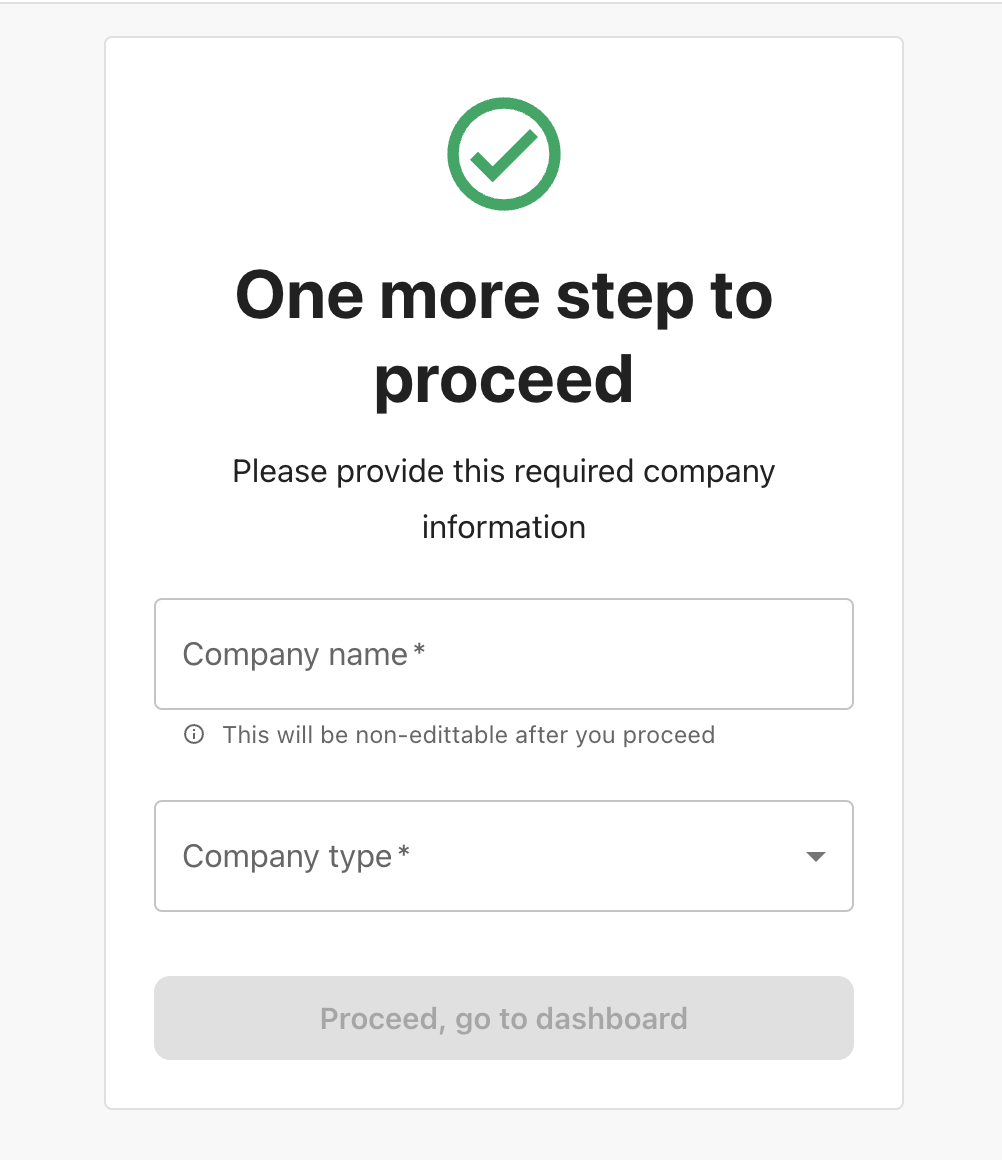 One more step to
proceed
Please provide this required company
information
Company name *
This will be non-edittable after you proceed
Company type *
Proceed, go to dashboard